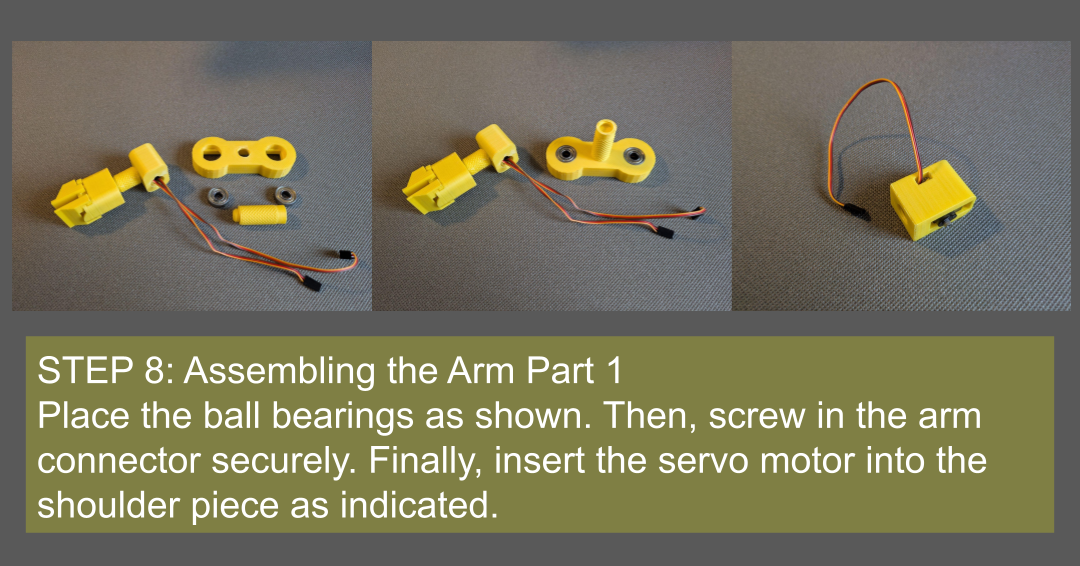 STEP 8: Assembling the Arm Part 1
Place the ball bearings as shown. Then, screw in the arm
connector securely. Finally, insert the servo motor into the
shoulder piece as indicated.